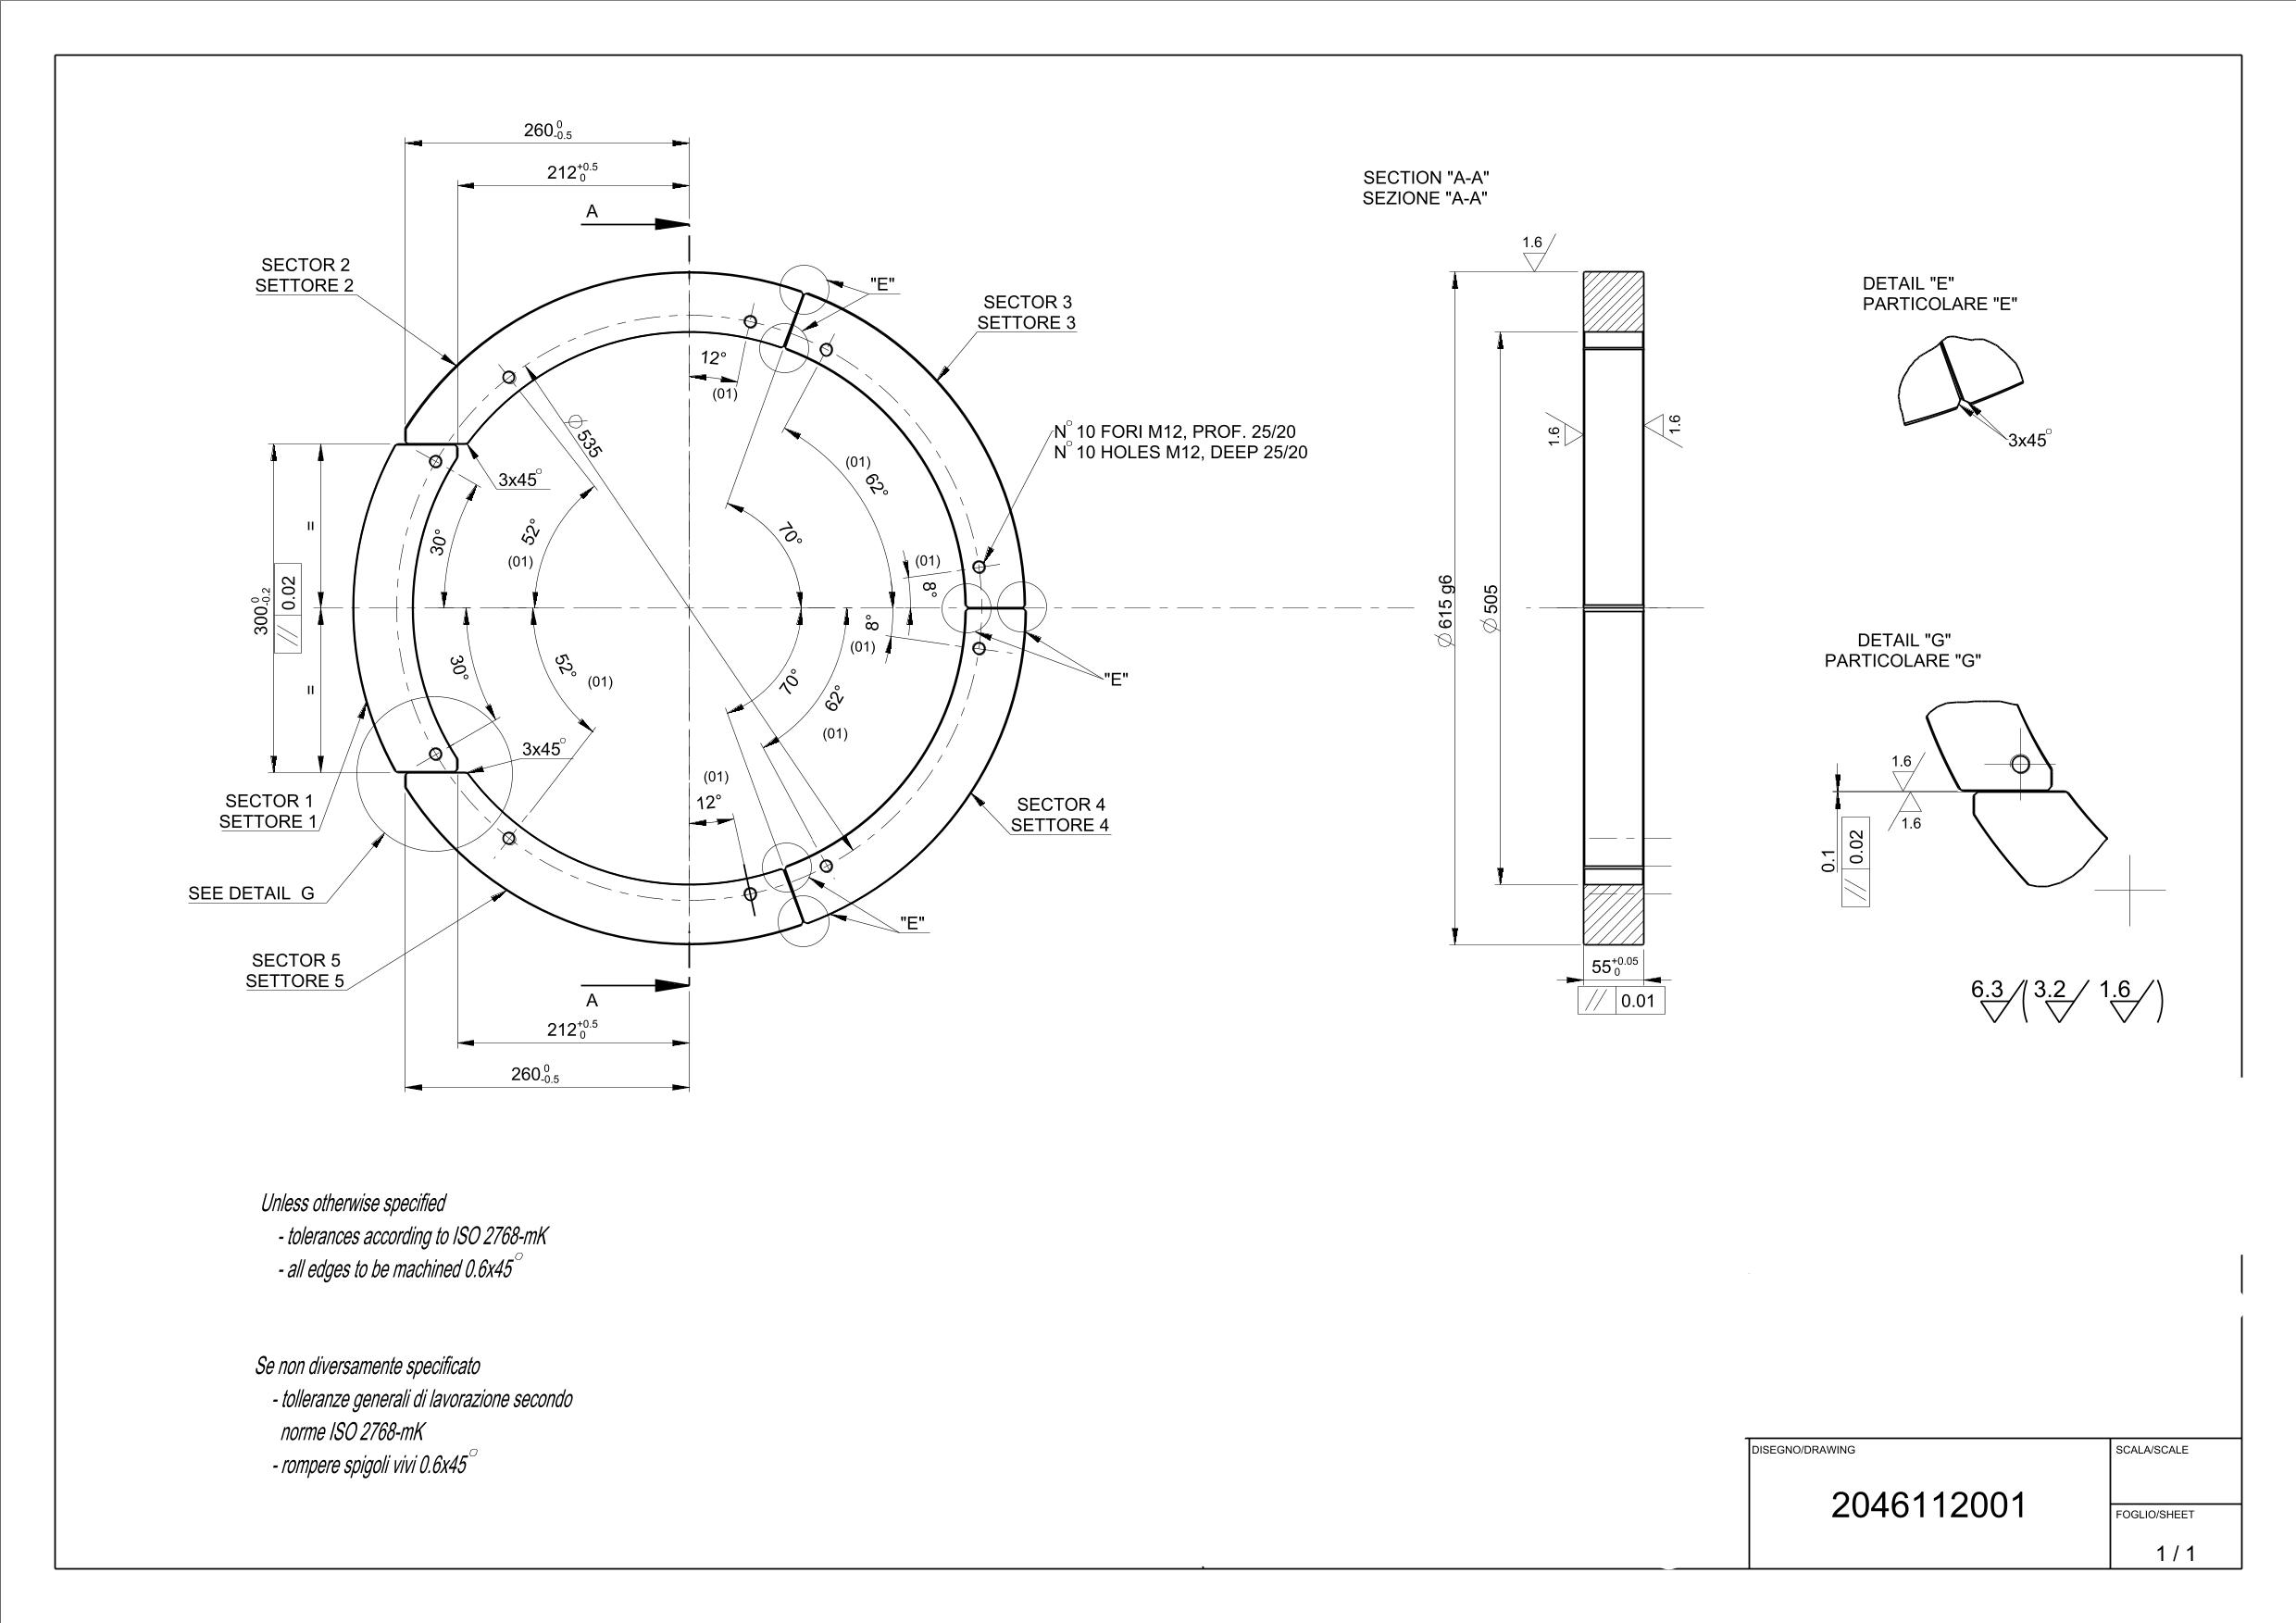 260 0 -0.5
212 +0.5 0
A
SECTOR 2
SETTORE 2
"E"
SECTOR 3
SETTORE 3
12°
(01)
⌀ 535
N° 10 FORI M12, PROF. 25/20
N° 10 HOLES M12, DEEP 25/20
3x45°
(01)
62°
30°
52°
(01)
70°
(01)
8°
300 0 -0.2
// 0.02
=
=
8°
(01)
30°
52°
(01)
70°
62°
(01)
"E"
3x45°
(01)
12°
SECTOR 1
SETTORE 1
SECTOR 4
SETTORE 4
SEE DETAIL G
"E"
SECTOR 5
SETTORE 5
A
212 +0.5 0
260 0 -0.5
SECTION "A-A"
SEZIONE "A-A"
1.6
1.6
1.6
⌀ 615 g6
⌀ 505
55 +0.05 0
// 0.01
DETAIL "E"
PARTICOLARE "E"
3x45°
DETAIL "G"
PARTICOLARE "G"
1.6
1.6
0.1
// 0.02
6.3 ( 3.2 1.6 )
Unless otherwise specified
- tolerances according to ISO 2768-mK
- all edges to be machined 0.6x45°
Se non diversamente specificato
- tolleranze generali di lavorazione secondo
norme ISO 2768-mK
- rompere spigoli vivi 0.6x45°
DISEGNO/DRAWING
2046112001
SCALA/SCALE
FOGLIO/SHEET
1 / 1